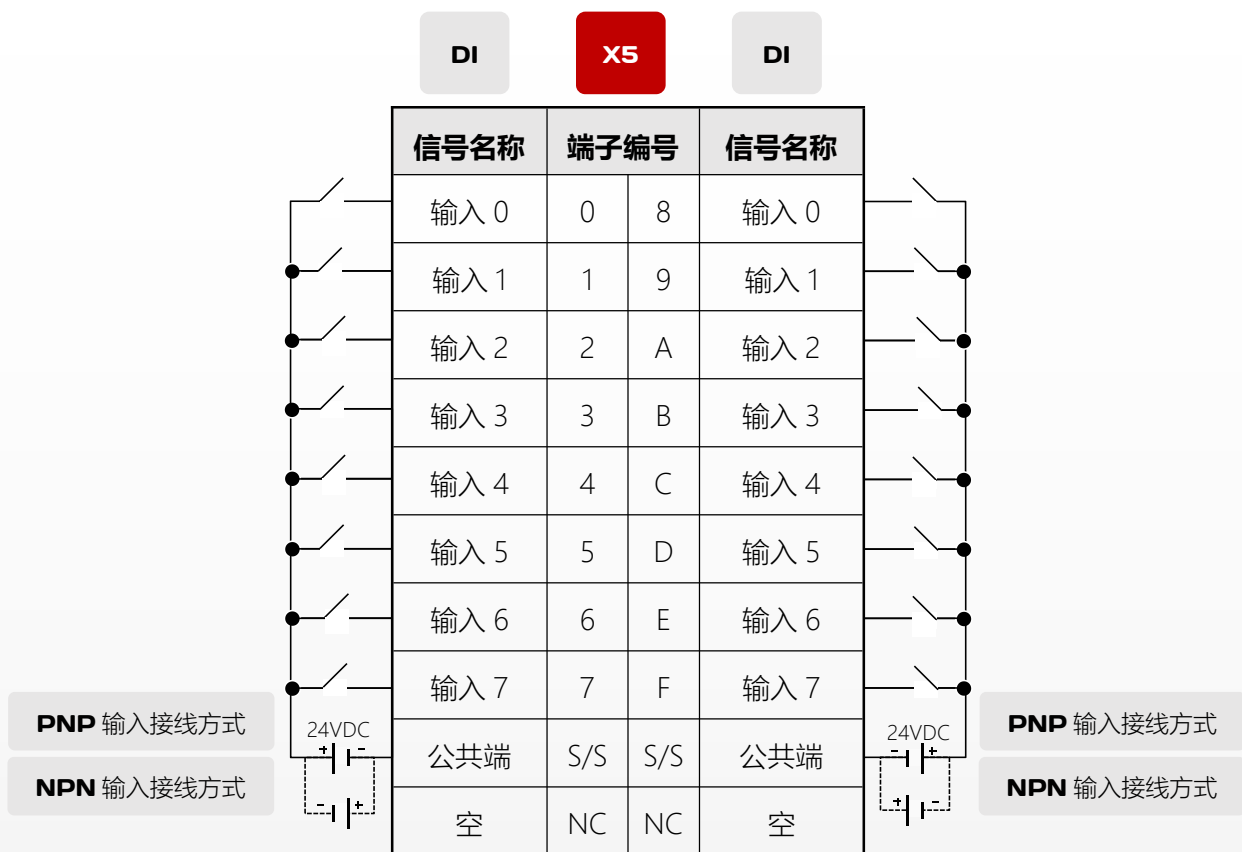 DI X5 DI
信号名称 端子编号 信号名称
输入 0 0 8 输入 0
输入 1 1 9 输入 1
输入 2 2 A 输入 2
输入 3 3 B 输入 3
输入 4 4 C 输入 4
输入 5 5 D 输入 5
输入 6 6 E 输入 6
输入 7 7 F 输入 7
PNP 输入接线方式 24VDC 24VDC PNP 输入接线方式
+ - 公共端 S/S S/S 公共端 - +
NPN 输入接线方式 NPN 输入接线方式
- + 空 NC NC 空 + -